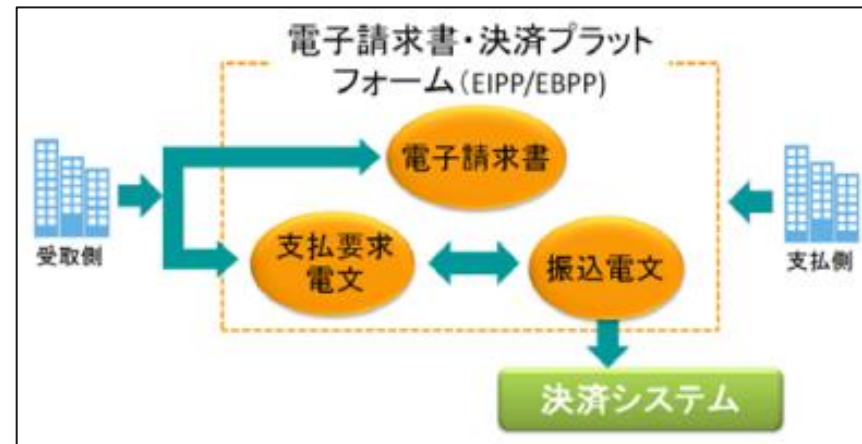 電子請求書・決済プラット
フォーム(EIPP/EBPP)
電子請求書
受取側
支払要求
電文
振込電文
支払側
決済システム